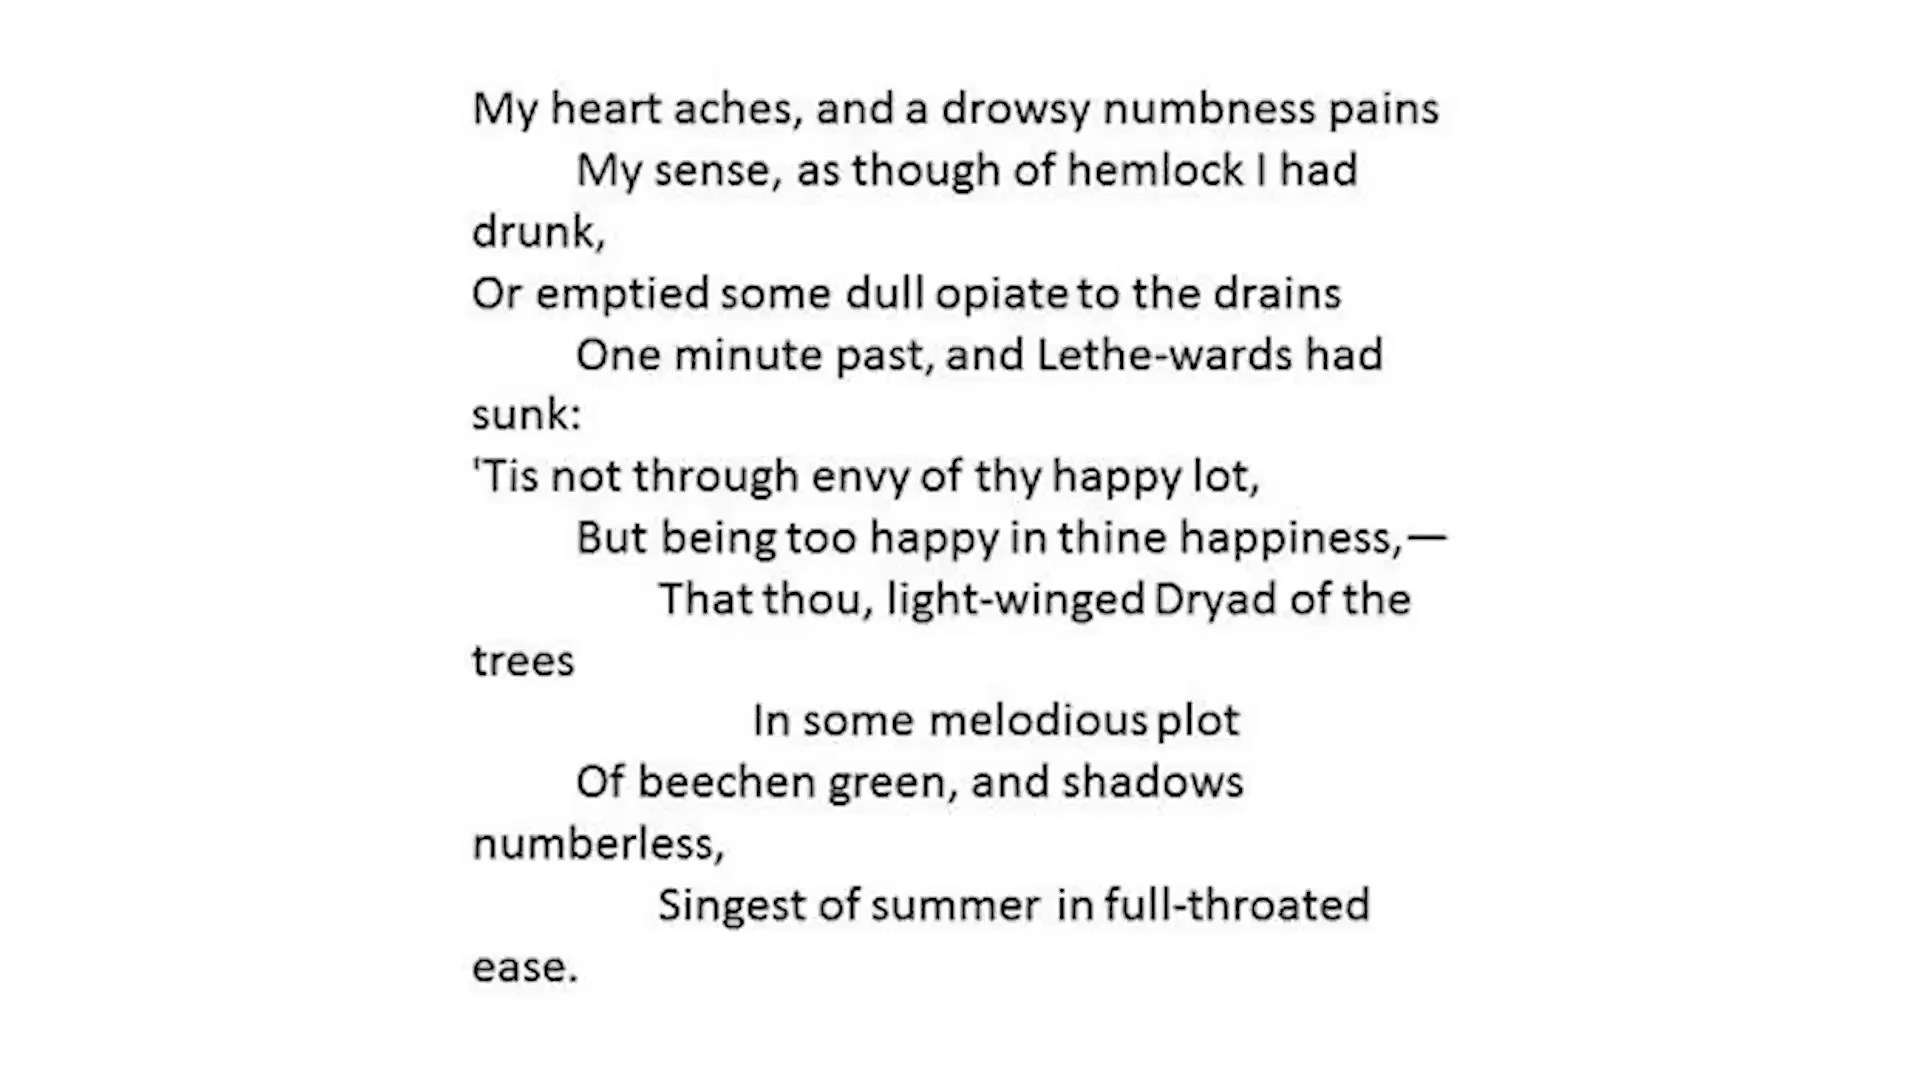 My heart aches, and a drowsy numbness pains
My sense, as though of hemlock I had
drunk,
Or emptied some dull opiate to the drains
One minute past, and Lethe-wards had
sunk:
'Tis not through envy of thy happy lot,
But being too happy in thine happiness,—
That thou, light-winged Dryad of the
trees
In some melodious plot
Of beechen green, and shadows
numberless,
Singest of summer in full-throated
ease.